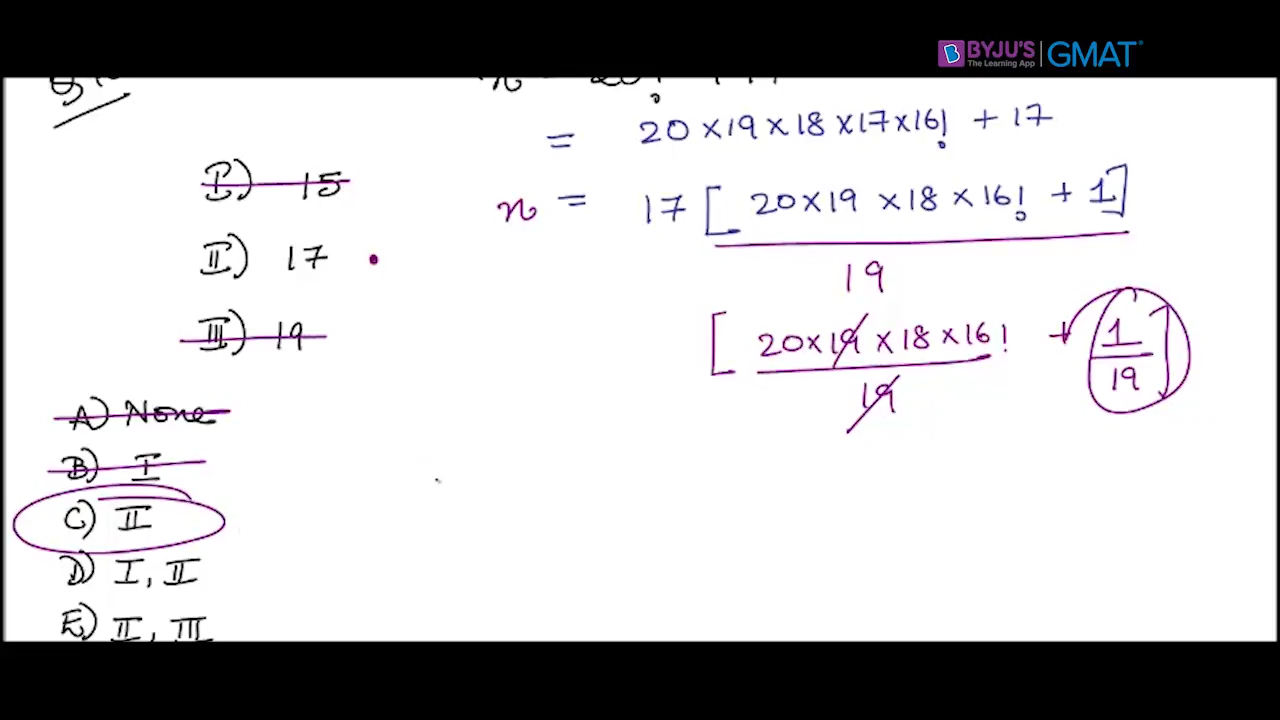 BYJU'S
The Learning App
GMAT
= 20 × 19 × 18 × 17 × 16! + 17
n = 17 [ 20 × 19 × 18 × 16! + 1 ]
19
[ 20 × 19 × 18 × 16! + 1 ]
19 19
I) 15
II) 17
III) 19
A) None
B) I
C) II
D) I, II
E) II, III